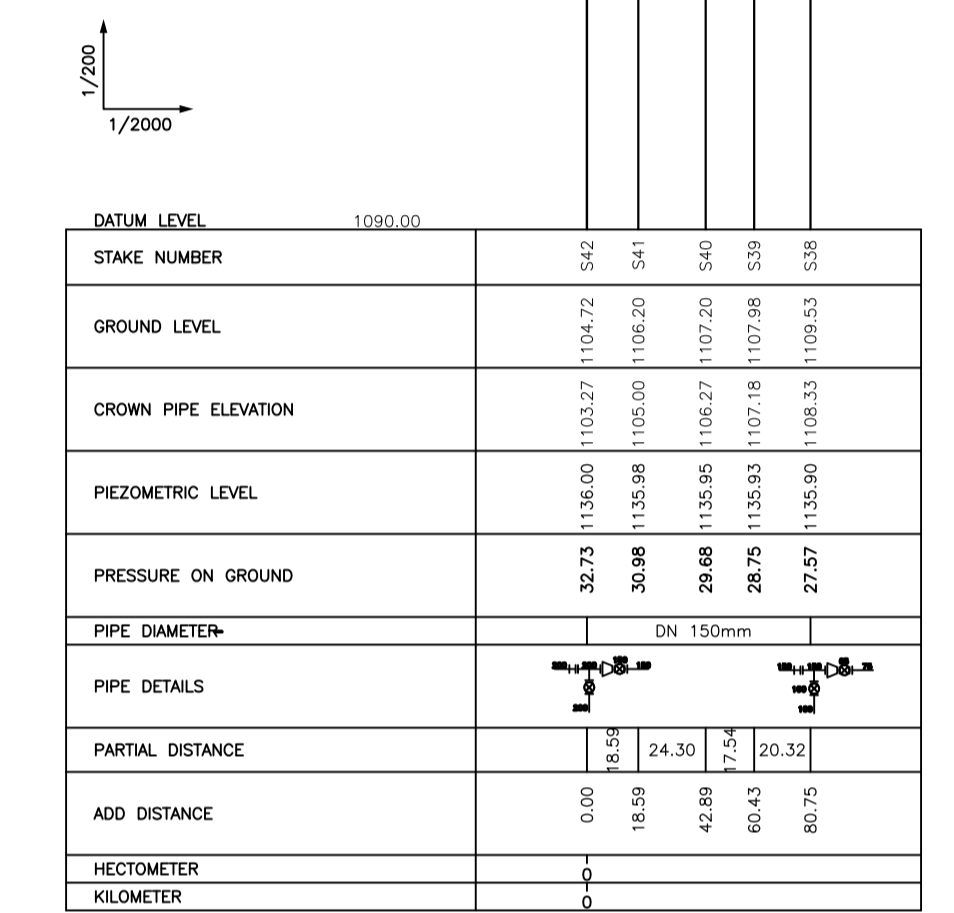 1/200
1/2000
DATUM LEVEL 1090.00
STAKE NUMBER S42 S41 S40 S39 S38
GROUND LEVEL 1104.72 1106.20 1107.20 1107.98 1109.53
CROWN PIPE ELEVATION 1103.27 1105.00 1106.27 1107.18 1108.33
PIEZOMETRIC LEVEL 1136.00 1135.98 1135.95 1135.93 1135.90
PRESSURE ON GROUND 32.73 30.98 29.68 28.75 27.57
PIPE DIAMETER DN 150mm
PIPE DETAILS
PARTIAL DISTANCE 18.59 24.30 17.54 20.32
ADD DISTANCE 0.00 18.59 42.89 60.43 80.75
HECTOMETER 0
KILOMETER 0